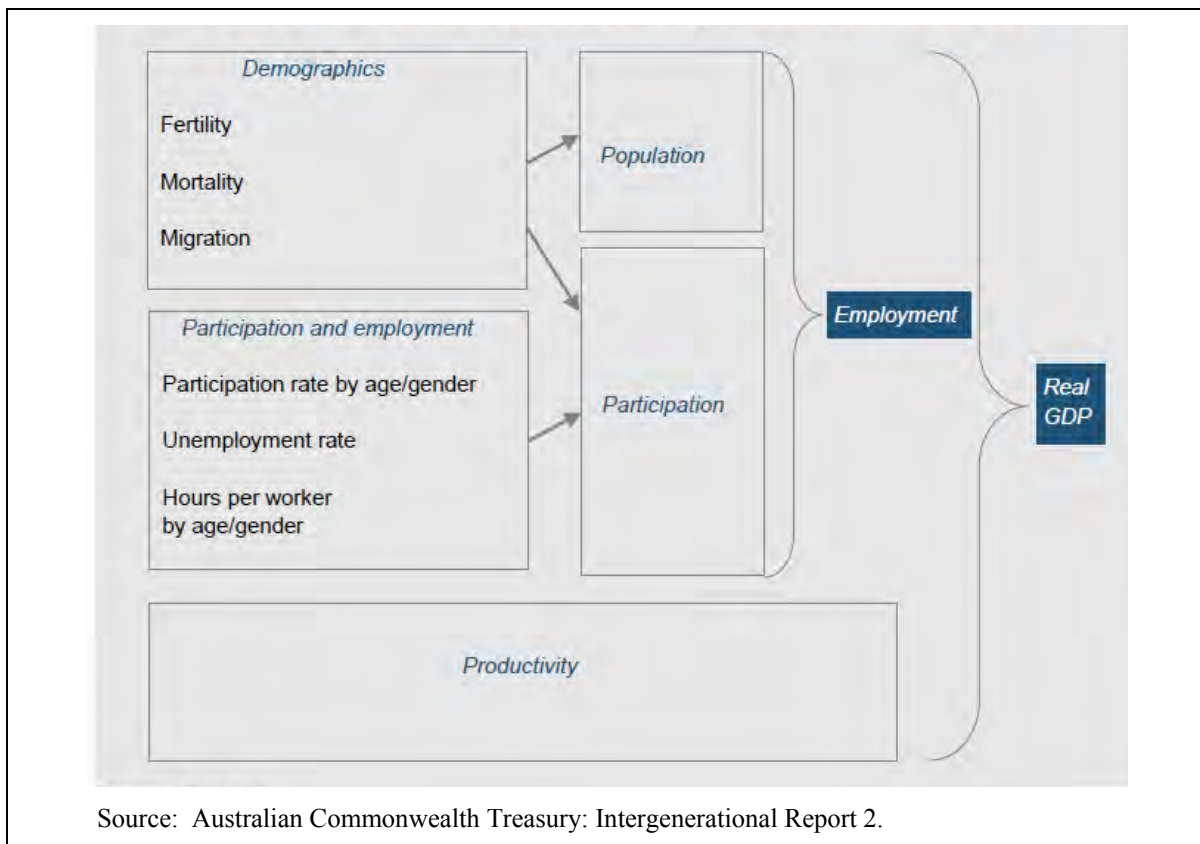 Demographics
Fertility
Mortality
Migration
Population
Participation and employment
Participation rate by age/gender
Unemployment rate
Hours per worker
by age/gender
Participation
Employment
Real
GDP
Productivity
Source: Australian Commonwealth Treasury: Intergenerational Report 2.